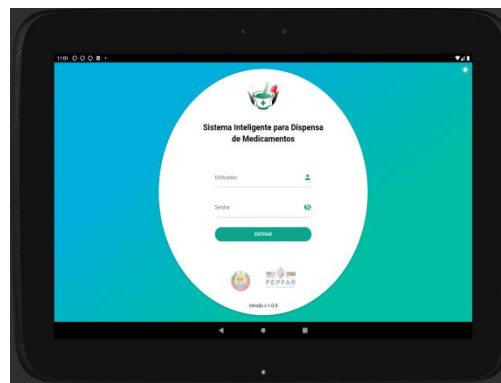 11:01
Sistema Inteligente para Dispensa
de Medicamentos
Utilizador
Senha
ENTRAR
PEPFAR
Versão v.1.0.0